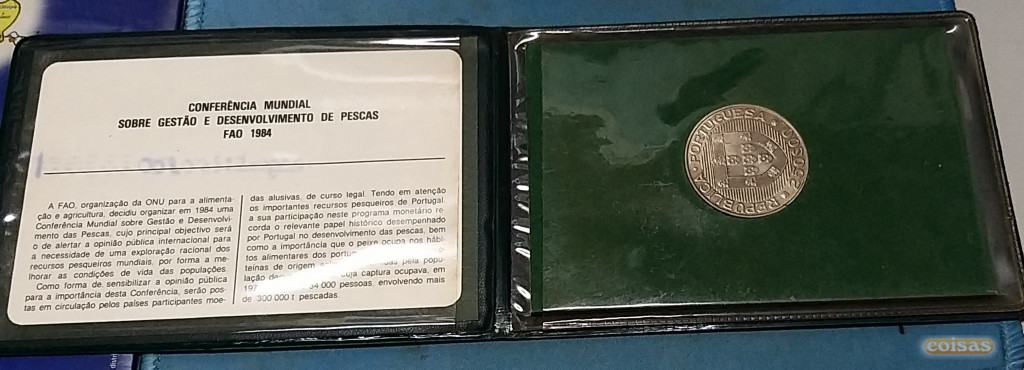 CONFERÊNCIA MUNDIAL
SOBRE GESTÃO E DESENVOLVIMENTO DE PESCAS
FAO 1984
A FAO, organização da ONU para a alimenta-
ção e agricultura, decidiu organizar em 1984 uma
Conferência Mundial sobre Gestão e Desenvolvi-
mento das Pescas, cujo principal objectivo será
o de alertar a opinião pública internacional para
a necessidade de uma exploração racional dos
recursos pesqueiros mundiais, por forma a me-
lhorar as condições de vida das populações.
Como forma de sensibilizar a opinião pública
para a importância desta Conferência, serão pos-
tas em circulação pelos países participantes moe-
das alusivas, de curso legal. Tendo em atenção
os importantes recursos pesqueiros de Portugal,
a sua participação neste programa monetário re-
corda o relevante papel histórico desempenhado
por Portugal no desenvolvimento das pescas, bem
como a importância que o peixe ocupa nos hábi-
tos alimentares dos
de origem pela popu-
lação captura ocupava, em
pessoas, envolvendo mais
de 300 000 t pescadas.
REPUBLICA PORTUGUESA
250$00
coisas